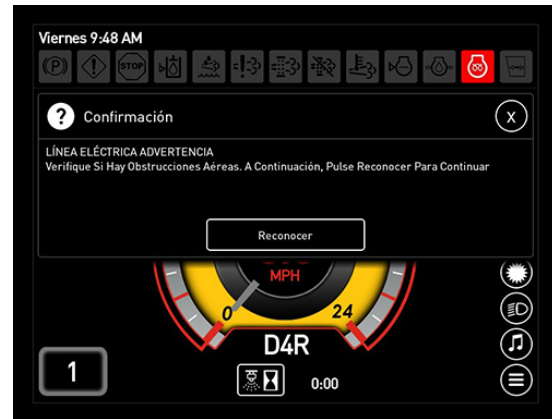 Viernes 9:48 AM
(P)
STOP
? Confirmación X
LÍNEA ELÉCTRICA ADVERTENCIA
Verifique Si Hay Obstrucciones Aéreas. A Continuación, Pulse Reconocer Para Continuar
Reconocer
MPH
0 24
D4R
1 0:00